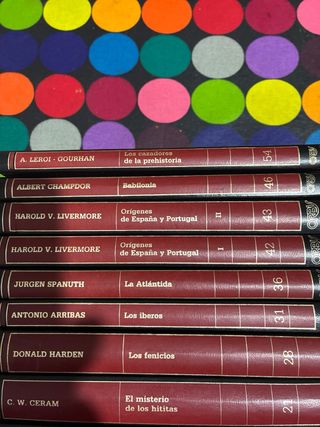 A. LEROI - GOURHAN
Los cazadores
de la prehistoria
54
ALBERT CHAMPDOR
Babilonia
46
HAROLD V. LIVERMORE
Orígenes
de España y Portugal
II
43
HAROLD V. LIVERMORE
Orígenes
de España y Portugal
I
42
JURGEN SPANUTH
La Atlántida
36
ANTONIO ARRIBAS
Los iberos
31
DONALD HARDEN
Los fenicios
28
C. W. CERAM
El misterio
de los hititas
21